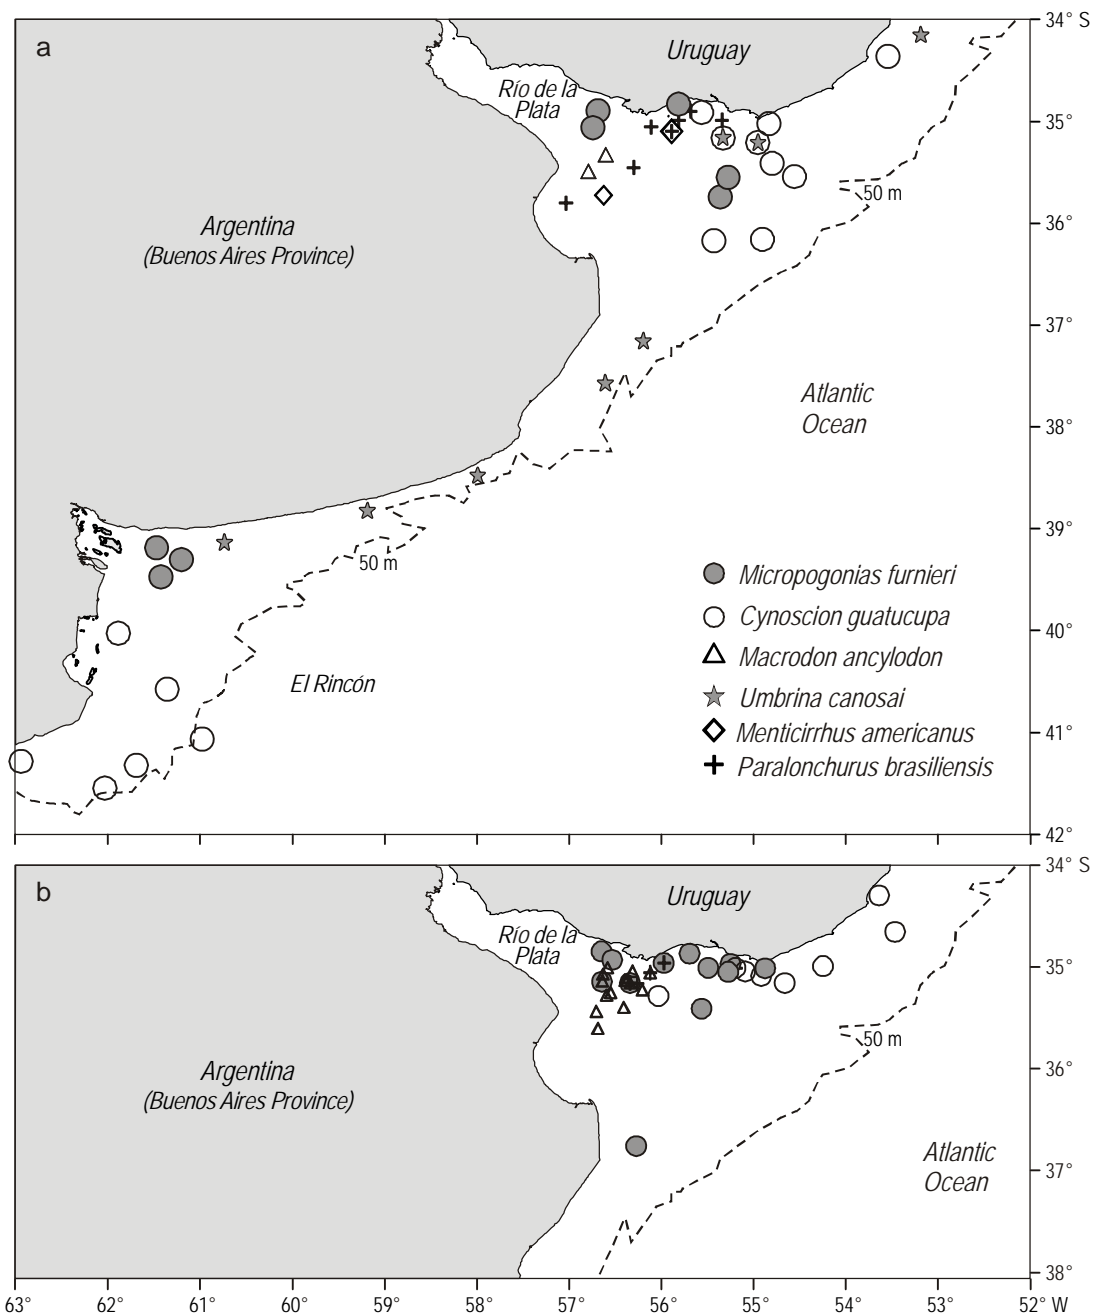 a
34° S
Uruguay
Río de la
Plata
35°
50 m
Argentina
(Buenos Aires Province)
36°
37°
Atlantic
Ocean
38°
39°
50 m
Micropogonias furnieri
Cynoscion guatucupa
40°
Macrodon ancylodon
El Rincón
Umbrina canosai
41°
Menticirrhus americanus
Paralonchurus brasiliensis
42°
b
34° S
Uruguay
Río de la
Plata
35°
50 m
36°
Argentina
(Buenos Aires Province)
Atlantic
Ocean
37°
38°
63° 62° 61° 60° 59° 58° 57° 56° 55° 54° 53° 52° W